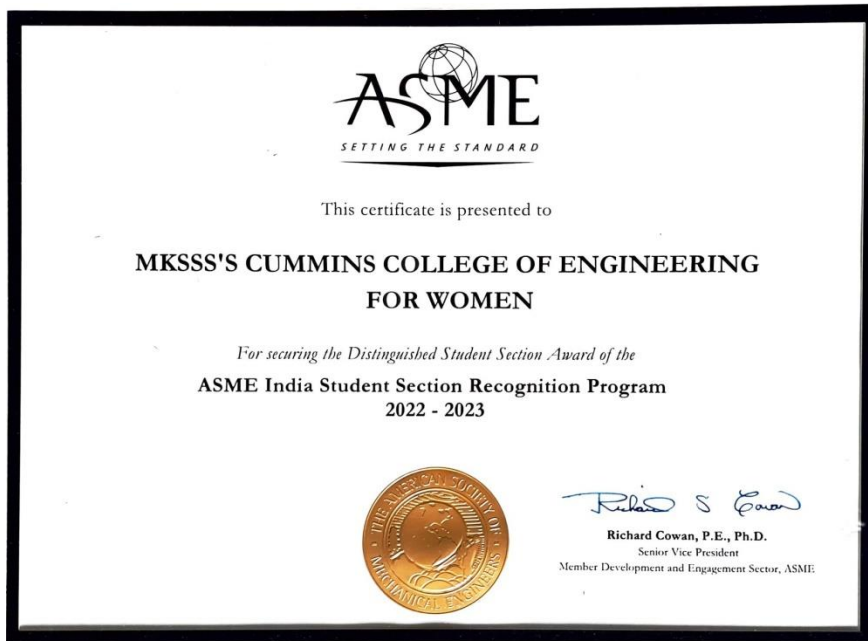 ASME
SETTING THE STANDARD
This certificate is presented to
MKSSS'S CUMMINS COLLEGE OF ENGINEERING
FOR WOMEN
For securing the Distinguished Student Section Award of the
ASME India Student Section Recognition Program
2022 - 2023
THE AMERICAN SOCIETY OF
MECHANICAL ENGINEERS
Richard S Cowan
Richard Cowan, P.E., Ph.D.
Senior Vice President
Member Development and Engagement Sector, ASME